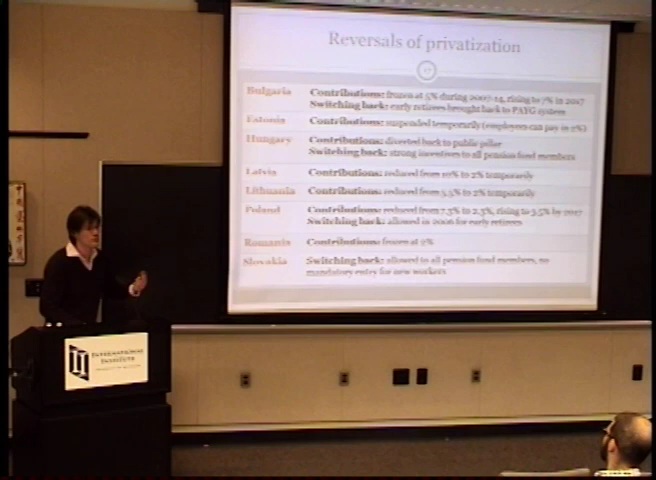 Reversals of privatization
17
Bulgaria Contributions: frozen at 5% during 2007-14, rising to 7% in 2017
Switching back: early retirees brought back to PAYG system
Estonia Contributions: suspended temporarily (employees can pay in 2%)
Hungary Contributions: diverted back to public pillar
Switching back: strong incentives to all pension fund members
Latvia Contributions: reduced from 10% to 2% temporarily
Lithuania Contributions: reduced from 5.5% to 2% temporarily
Poland Contributions: reduced from 7.3% to 2.3%, rising to 3.5% by 2017
Switching back: allowed in 2006 for early retirees
Romania Contributions: frozen at 2%
Slovakia Switching back: allowed to all pension fund members, no
mandatory entry for new workers
International
Institute